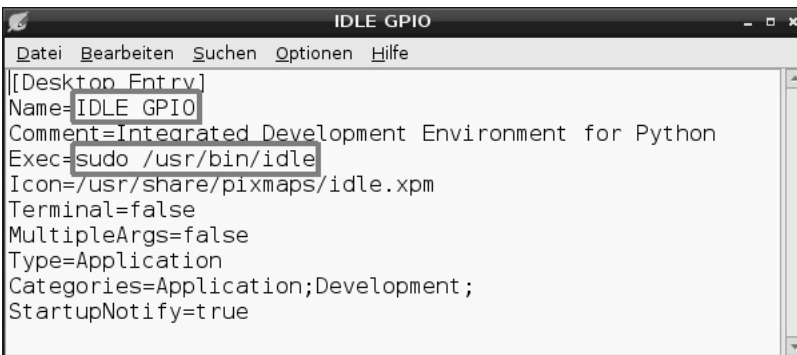 IDLE GPIO
Datei Bearbeiten Suchen Optionen Hilfe
[Desktop Entry]
Name=IDLE GPIO
Comment=Integrated Development Environment for Python
Exec=sudo /usr/bin/idle
Icon=/usr/share/pixmaps/idle.xpm
Terminal=false
MultipleArgs=false
Type=Application
Categories=Application;Development;
StartupNotify=true